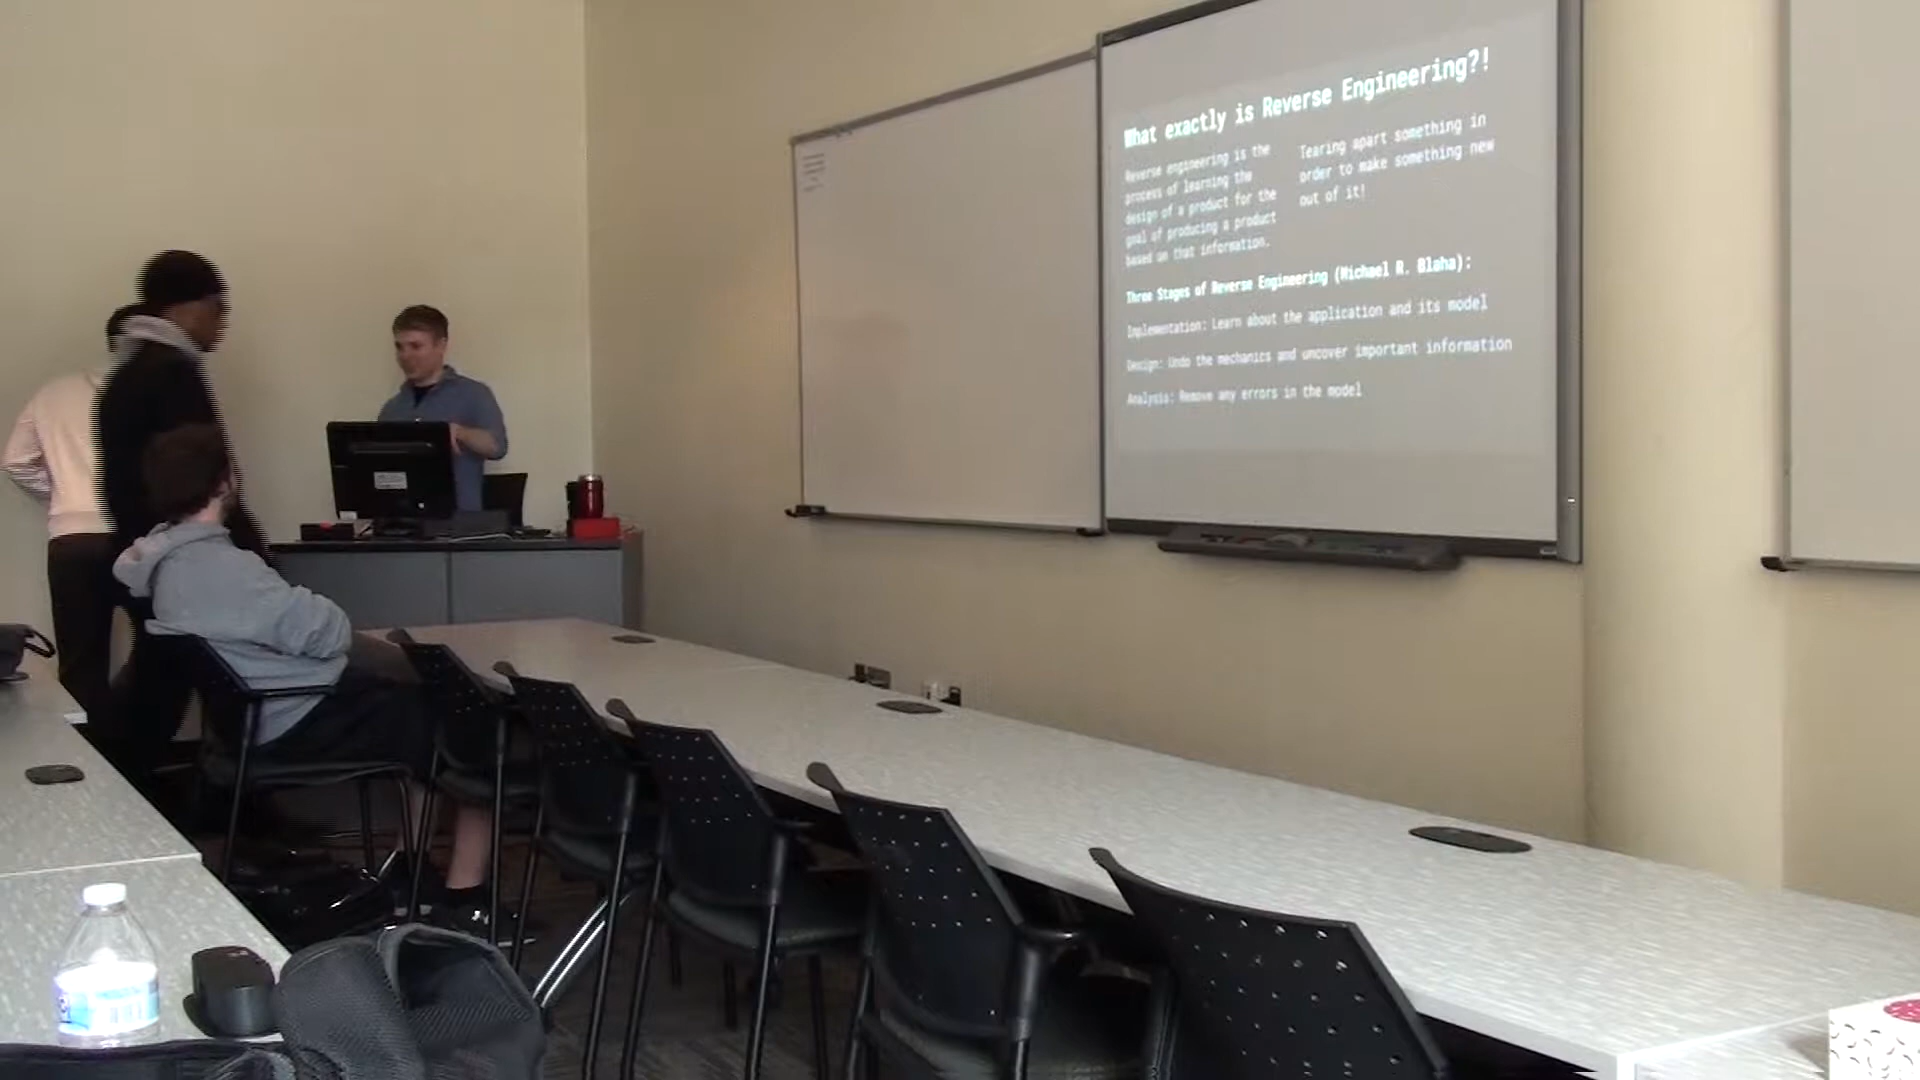 What exactly is Reverse Engineering?!
Reverse engineering is the
process of learning the
design of a product for the
goal of producing a product
based on that information.
Tearing apart something in
order to make something new
out of it!
Three Stages of Reverse Engineering (Michael R. Blaha):
Implementation: Learn about the application and its model
Design: Undo the mechanics and uncover important information
Analysis: Remove any errors in the model